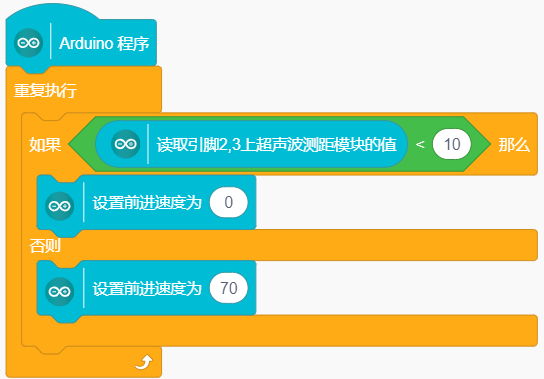 Arduino 程序
重复执行
如果 读取引脚2,3上超声波测距模块的值 < 10 那么
设置前进速度为 0
否则
设置前进速度为 70